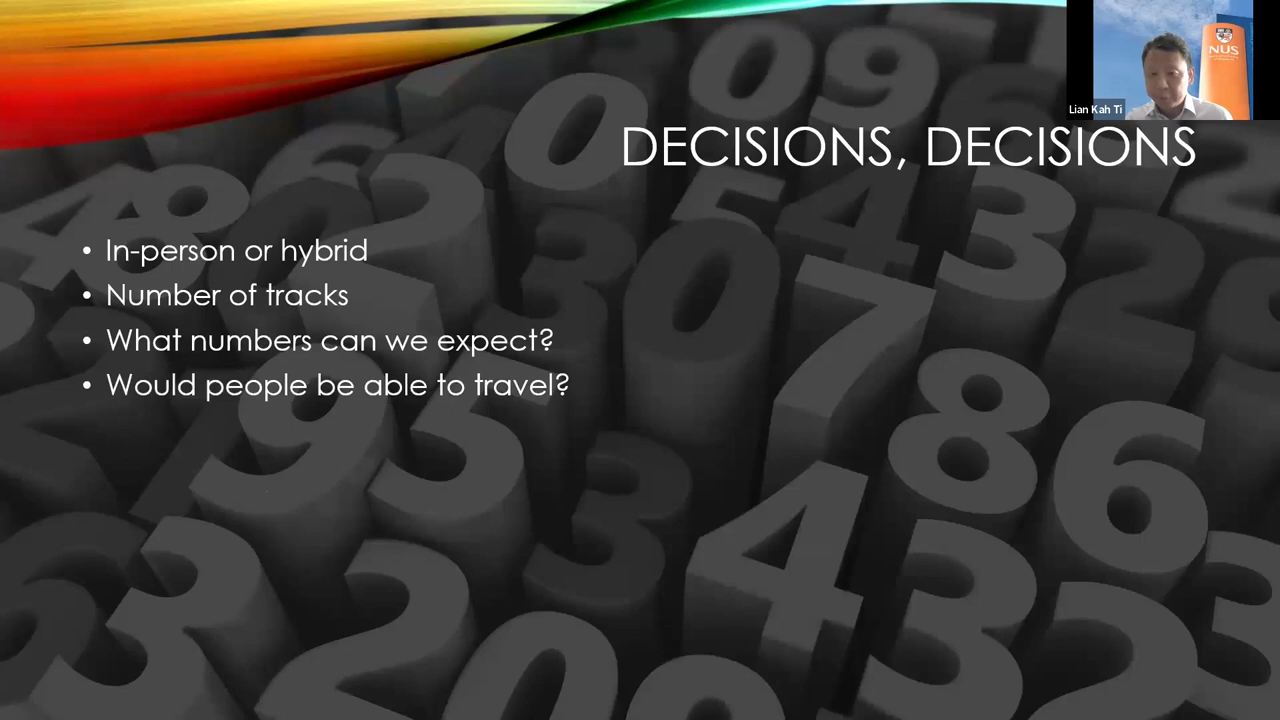 NUS
Lian Kah Ti
DECISIONS, DECISIONS
• In-person or hybrid
• Number of tracks
• What numbers can we expect?
• Would people be able to travel?